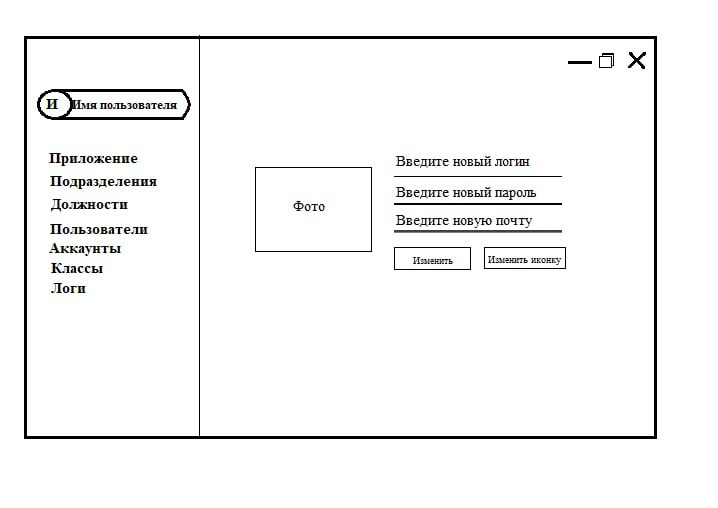 И Имя пользователя
Приложение
Подразделения
Должности
Пользователи
Аккаунты
Классы
Логи
Фото
Введите новый логин
Введите новый пароль
Введите новую почту
Изменить
Изменить иконку